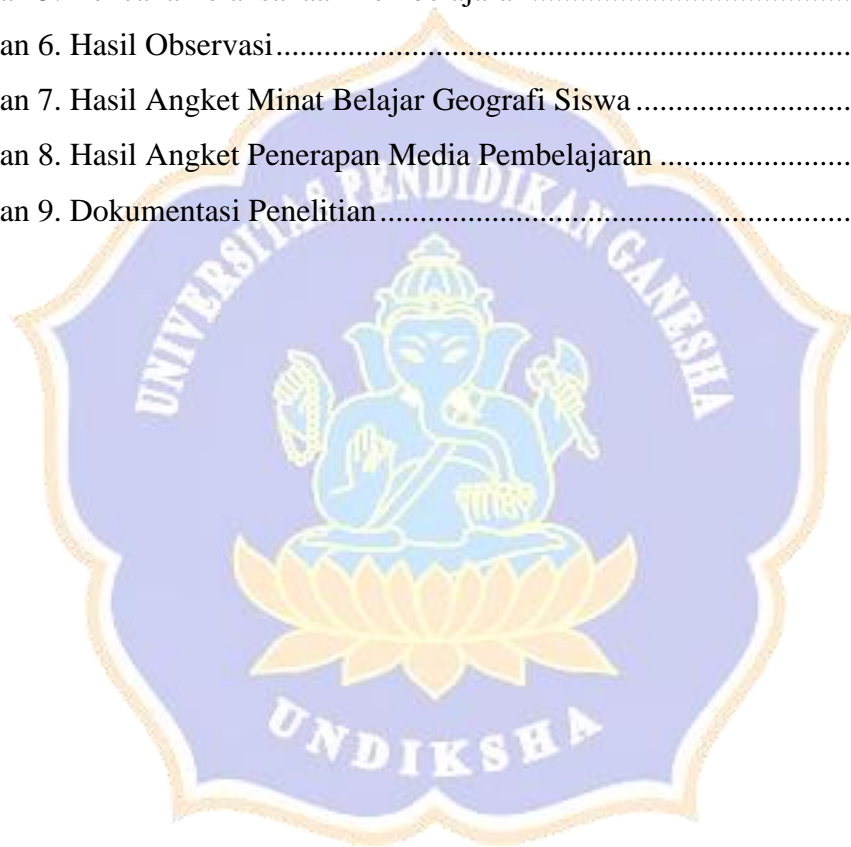 an 6. Hasil Observasi........................................................................
an 7. Hasil Angket Minat Belajar Geografi Siswa ...........................
an 8. Hasil Angket Penerapan Media Pembelajaran ........................
an 9. Dokumentasi Penelitian...........................................................
UNIVERSITAS PENDIDIKAN GANESHA
UNDIKSHA